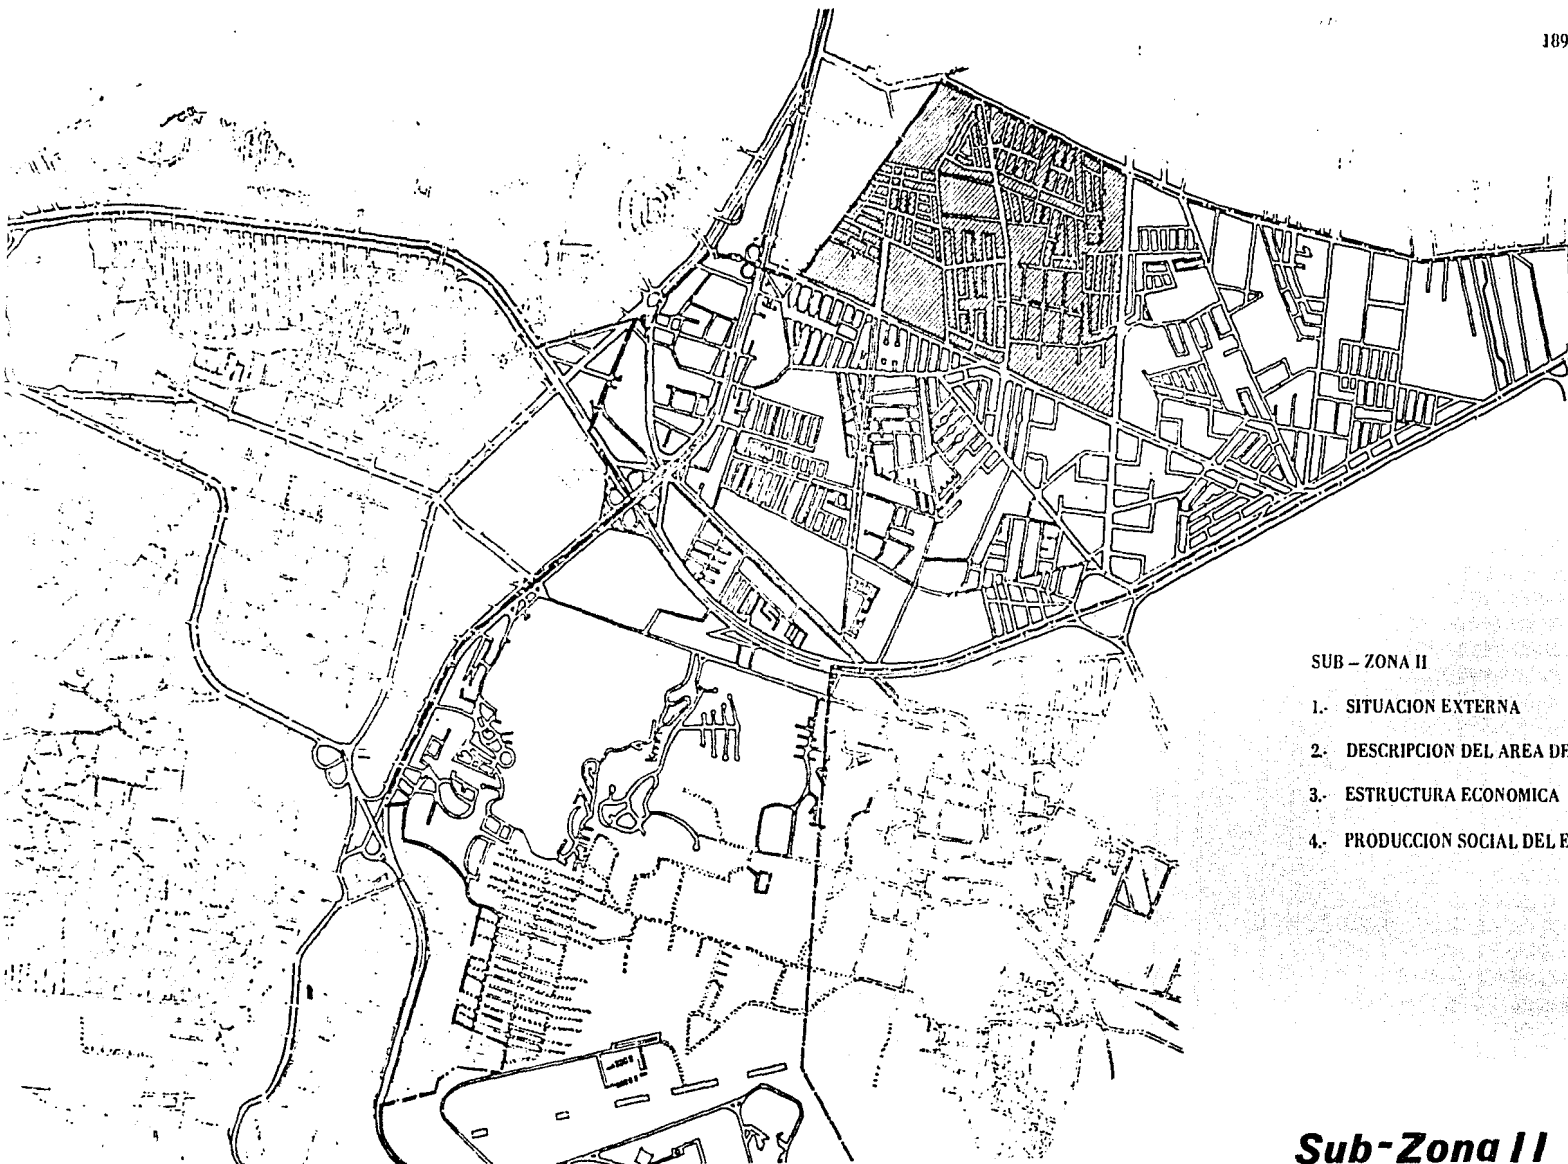 189
SUB – ZONA II
1.- SITUACION EXTERNA
2.- DESCRIPCION DEL AREA DE
3.- ESTRUCTURA ECONOMICA
4.- PRODUCCION SOCIAL DEL E
Sub-Zona II